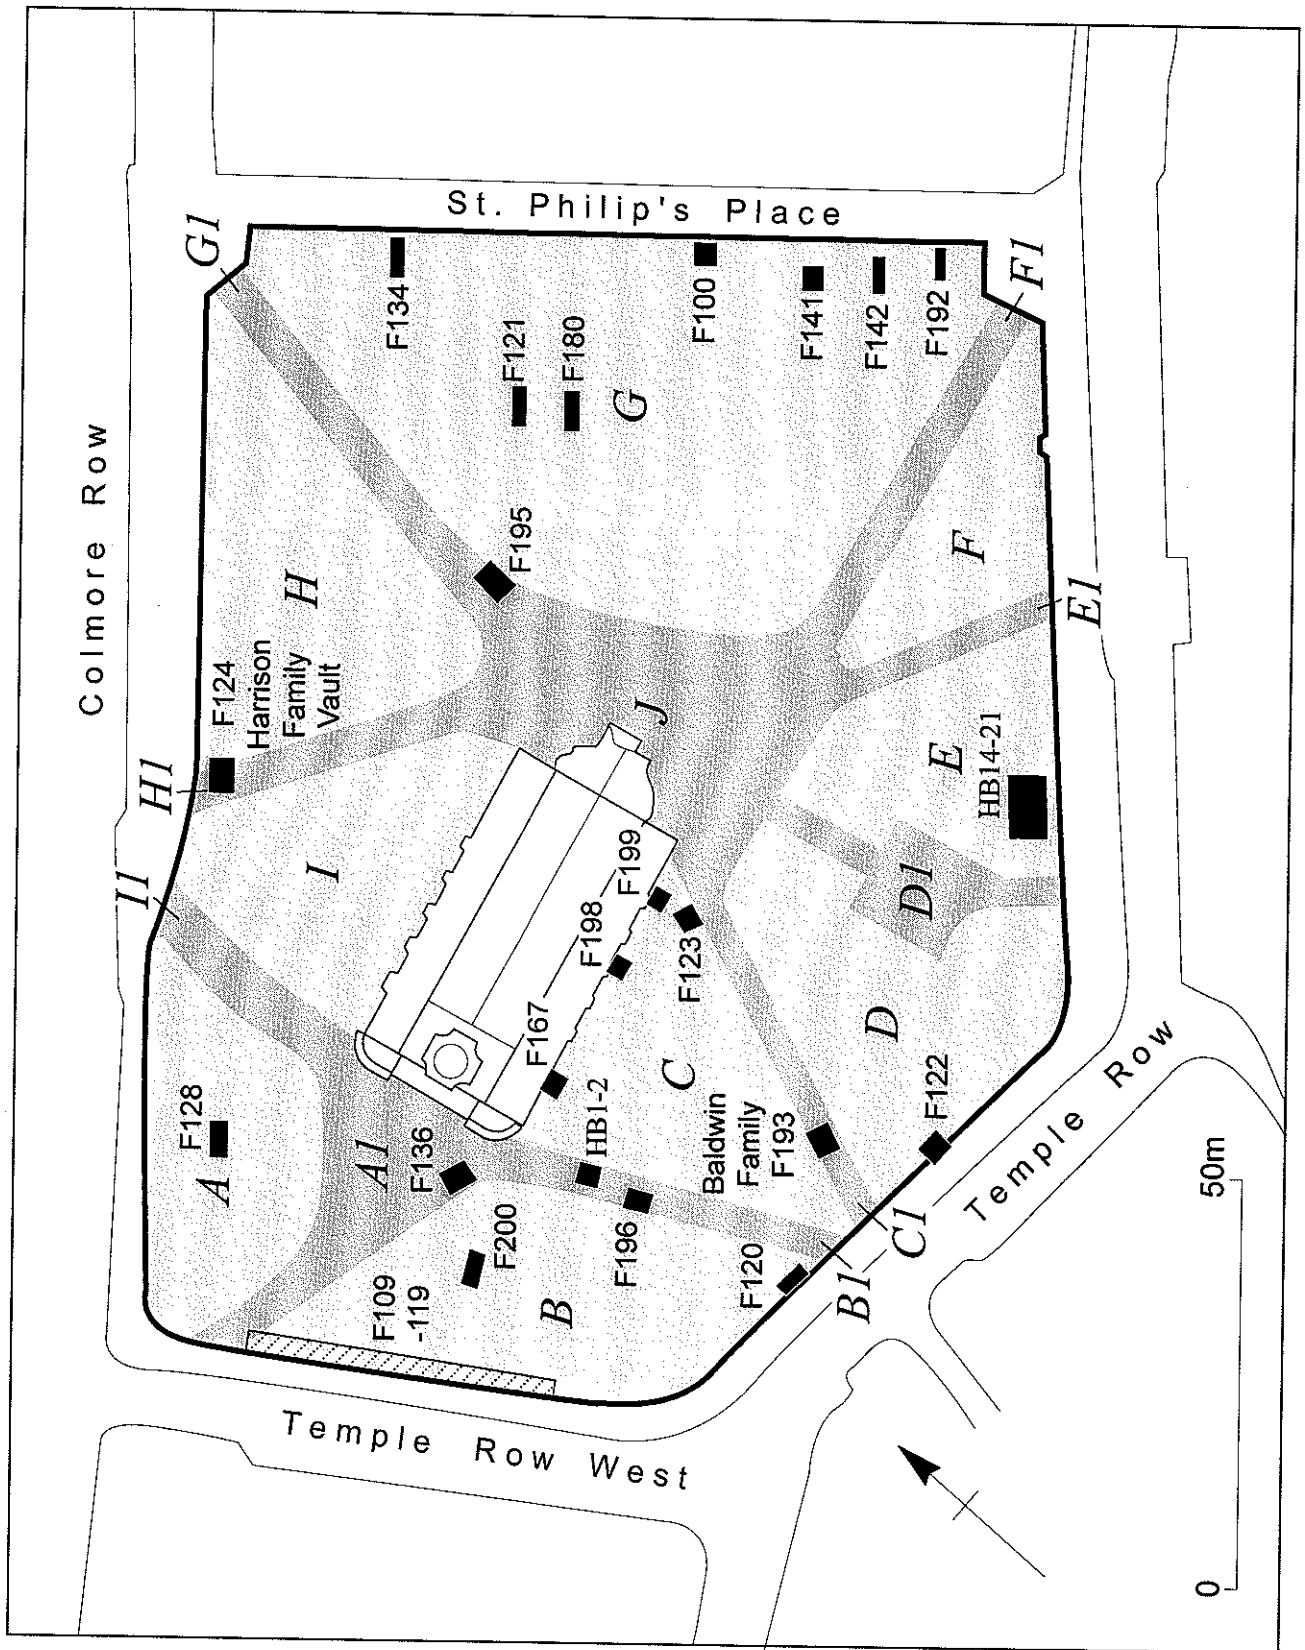 Colmore Row
St. Philip's Place
Temple Row West
Temple Row
G1
H1
I1
F1
E1
C1
B1
A1
D1
A
B
C
D
E
F
G
H
I
J
F134
F121
F180
F100
F141
F142
F192
F195
F124
Harrison
Family
Vault
F128
F136
F200
F109
-119
F196
F120
HB1-2
F167
F198
F199
F123
Baldwin
Family
F193
F122
HB14-21
0
50m